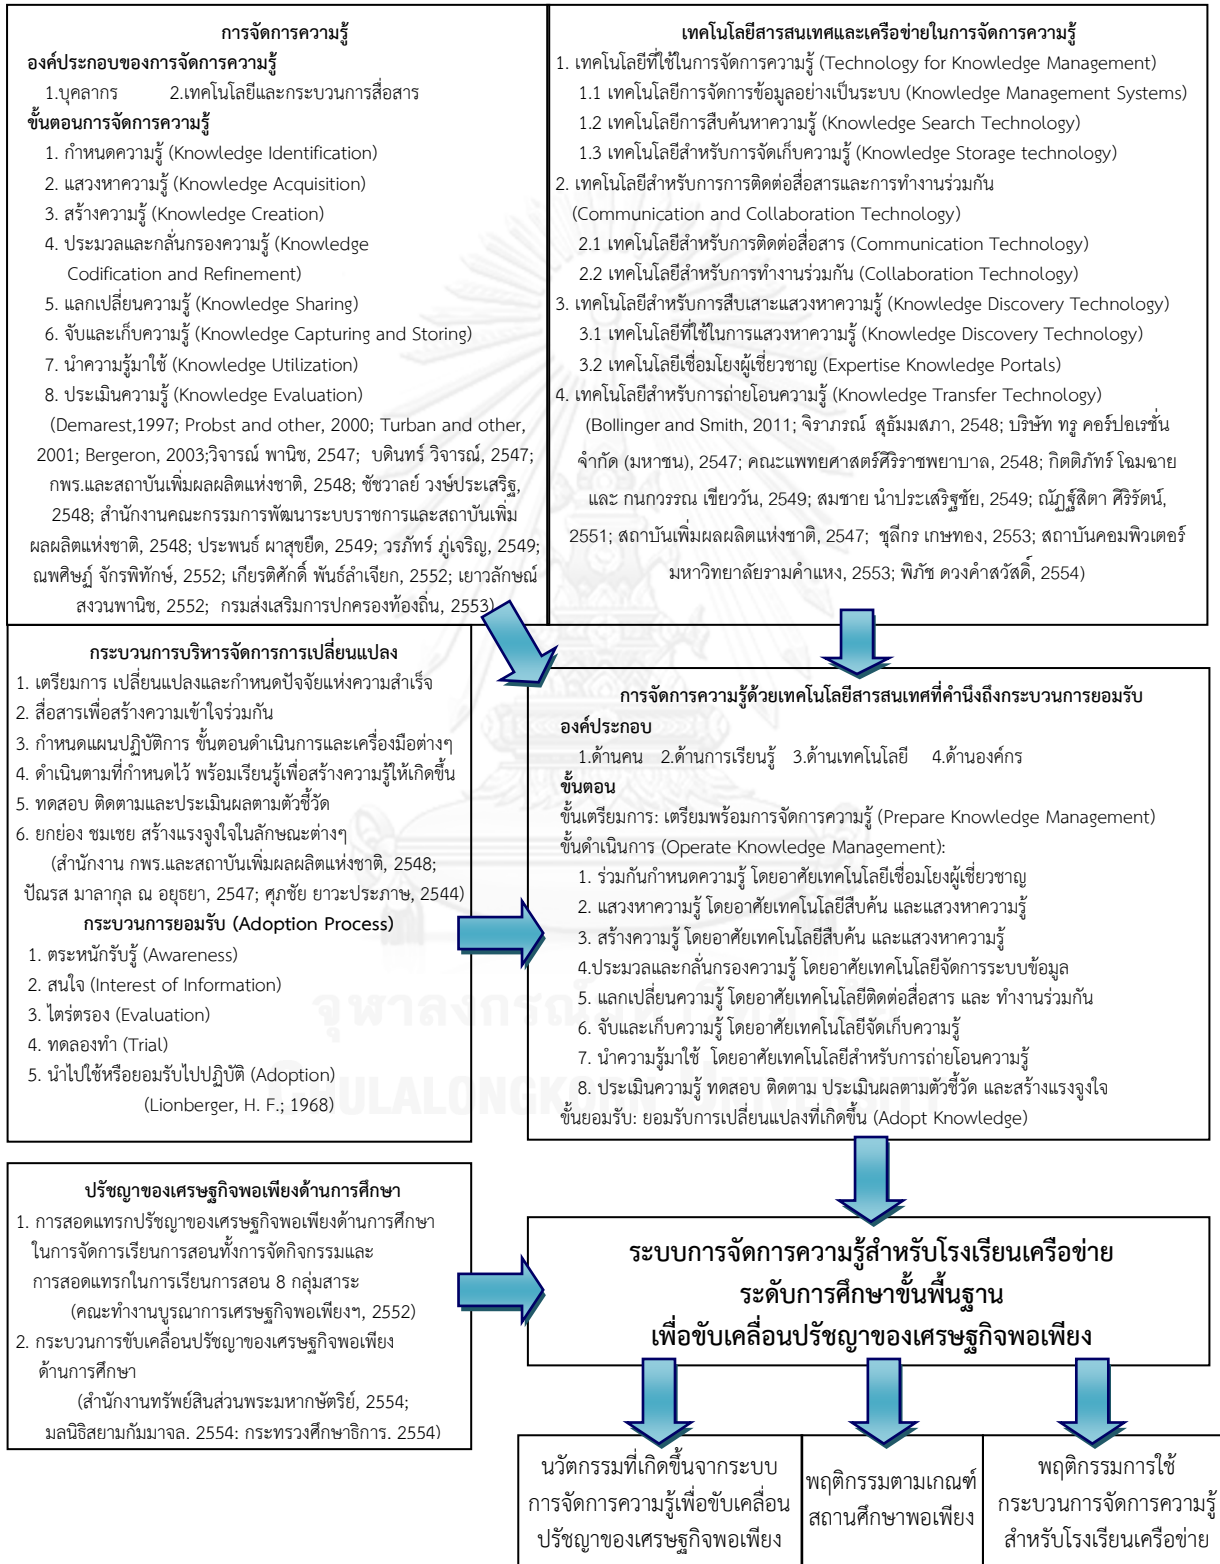 การจัดการความรู้
องค์ประกอบของการจัดการความรู้
1.บุคลากร 2.เทคโนโลยีและกระบวนการสื่อสาร
ขั้นตอนการจัดการความรู้
1. กำหนดความรู้ (Knowledge Identification)
2. แสวงหาความรู้ (Knowledge Acquisition)
3. สร้างความรู้ (Knowledge Creation)
4. ประมวลและกลั่นกรองความรู้ (Knowledge
Codification and Refinement)
5. แลกเปลี่ยนความรู้ (Knowledge Sharing)
6. จับและเก็บความรู้ (Knowledge Capturing and Storing)
7. นำความรู้มาใช้ (Knowledge Utilization)
8. ประเมินความรู้ (Knowledge Evaluation)
(Demarest,1997; Probst and other, 2000; Turban and other,
2001; Bergeron, 2003;วิจารณ์ พานิช, 2547; บดินทร์ วิจารณ์, 2547;
กพร.และสถาบันเพิ่มผลผลิตแห่งชาติ, 2548; ชัชวาลย์ วงษ์ประเสริฐ,
2548; สำนักงานคณะกรรมการพัฒนาระบบราชการและสถาบันเพิ่ม
ผลผลิตแห่งชาติ, 2548; ประพนธ์ ผาสุขยืด, 2549; วรภัทร์ ภู่เจริญ, 2549;
ณพศิษฏ์ จักรพิทักษ์, 2552; เกียรติศักดิ์ พันธ์ลำเจียก, 2552; เยาวลักษณ์
สงวนพานิช, 2552; กรมส่งเสริมการปกครองท้องถิ่น, 2553)
เทคโนโลยีสารสนเทศและเครือข่ายในการจัดการความรู้
1. เทคโนโลยีที่ใช้ในการจัดการความรู้ (Technology for Knowledge Management)
1.1 เทคโนโลยีการจัดการข้อมูลอย่างเป็นระบบ (Knowledge Management Systems)
1.2 เทคโนโลยีการสืบค้นหาความรู้ (Knowledge Search Technology)
1.3 เทคโนโลยีสำหรับการจัดเก็บความรู้ (Knowledge Storage technology)
2. เทคโนโลยีสำหรับการการติดต่อสื่อสารและการทำงานร่วมกัน
(Communication and Collaboration Technology)
2.1 เทคโนโลยีสำหรับการติดต่อสื่อสาร (Communication Technology)
2.2 เทคโนโลยีสำหรับการทำงานร่วมกัน (Collaboration Technology)
3. เทคโนโลยีสำหรับการสืบเสาะแสวงหาความรู้ (Knowledge Discovery Technology)
3.1 เทคโนโลยีที่ใช้ในการแสวงหาความรู้ (Knowledge Discovery Technology)
3.2 เทคโนโลยีเชื่อมโยงผู้เชี่ยวชาญ (Expertise Knowledge Portals)
4. เทคโนโลยีสำหรับการถ่ายโอนความรู้ (Knowledge Transfer Technology)
(Bollinger and Smith, 2011; จิราภรณ์ สุธัมมสภา, 2548; บริษัท ทรู คอร์ปอเรชั่น
จำกัด (มหาชน), 2547; คณะแพทยศาสตร์ศิริราชพยาบาล, 2548; กิตติภัทร์ โฉมฉาย
และ กนกวรรณ เขียววัน, 2549; สมชาย นำประเสริฐชัย, 2549; ณัฏฐ์สิตา ศิริรัตน์,
2551; สถาบันเพิ่มผลผลิตแห่งชาติ, 2547; ชุลีกร เกษทอง, 2553; สถาบันคอมพิวเตอร์
มหาวิทยาลัยรามคำแหง, 2553; พิภัช ดวงคำสวัสดิ์, 2554)
กระบวนการบริหารจัดการการเปลี่ยนแปลง
1. เตรียมการ เปลี่ยนแปลงและกำหนดปัจจัยแห่งความสำเร็จ
2. สื่อสารเพื่อสร้างความเข้าใจร่วมกัน
3. กำหนดแผนปฏิบัติการ ขั้นตอนดำเนินการและเครื่องมือต่างๆ
4. ดำเนินตามที่กำหนดไว้ พร้อมเรียนรู้เพื่อสร้างความรู้ให้เกิดขึ้น
5. ทดสอบ ติดตามและประเมินผลตามตัวชี้วัด
6. ยกย่อง ชมเชย สร้างแรงจูงใจในลักษณะต่างๆ
(สำนักงาน กพร.และสถาบันเพิ่มผลผลิตแห่งชาติ, 2548;
ปัณรส มาลากุล ณ อยุธยา, 2547; ศุภชัย ยาวะประภาษ, 2544)
กระบวนการยอมรับ (Adoption Process)
1. ตระหนักรับรู้ (Awareness)
2. สนใจ (Interest of Information)
3. ไตร่ตรอง (Evaluation)
4. ทดลองทำ (Trial)
5. นำไปใช้หรือยอมรับไปปฏิบัติ (Adoption)
(Lionberger, H. F.; 1968)
การจัดการความรู้ด้วยเทคโนโลยีสารสนเทศที่คำนึงถึงกระบวนการยอมรับ
องค์ประกอบ
1.ด้านคน 2.ด้านการเรียนรู้ 3.ด้านเทคโนโลยี 4.ด้านองค์กร
ขั้นตอน
ขั้นเตรียมการ: เตรียมพร้อมการจัดการความรู้ (Prepare Knowledge Management)
ขั้นดำเนินการ (Operate Knowledge Management):
1. ร่วมกันกำหนดความรู้ โดยอาศัยเทคโนโลยีเชื่อมโยงผู้เชี่ยวชาญ
2. แสวงหาความรู้ โดยอาศัยเทคโนโลยีสืบค้น และแสวงหาความรู้
3. สร้างความรู้ โดยอาศัยเทคโนโลยีสืบค้น และแสวงหาความรู้
4.ประมวลและกลั่นกรองความรู้ โดยอาศัยเทคโนโลยีจัดการระบบข้อมูล
5. แลกเปลี่ยนความรู้ โดยอาศัยเทคโนโลยีติดต่อสื่อสาร และ ทำงานร่วมกัน
6. จับและเก็บความรู้ โดยอาศัยเทคโนโลยีจัดเก็บความรู้
7. นำความรู้มาใช้ โดยอาศัยเทคโนโลยีสำหรับการถ่ายโอนความรู้
8. ประเมินความรู้ ทดสอบ ติดตาม ประเมินผลตามตัวชี้วัด และสร้างแรงจูงใจ
ขั้นยอมรับ: ยอมรับการเปลี่ยนแปลงที่เกิดขึ้น (Adopt Knowledge)
จุฬาลงกรณ์มหาวิทยาลัย
CHULALONGKORN UNIVERSITY
ปรัชญาของเศรษฐกิจพอเพียงด้านการศึกษา
1. การสอดแทรกปรัชญาของเศรษฐกิจพอเพียงด้านการศึกษา
ในการจัดการเรียนการสอนทั้งการจัดกิจกรรมและ
การสอดแทรกในการเรียนการสอน 8 กลุ่มสาระ
(คณะทำงานบูรณาการเศรษฐกิจพอเพียงฯ, 2552)
2. กระบวนการขับเคลื่อนปรัชญาของเศรษฐกิจพอเพียง
ด้านการศึกษา
(สำนักงานทรัพย์สินส่วนพระมหากษัตริย์, 2554;
มูลนิธิสยามกัมมาจล, 2554; กระทรวงศึกษาธิการ, 2554)
ระบบการจัดการความรู้สำหรับโรงเรียนเครือข่าย
ระดับการศึกษาขั้นพื้นฐาน
เพื่อขับเคลื่อนปรัชญาของเศรษฐกิจพอเพียง
นวัตกรรมที่เกิดขึ้นจากระบบ
การจัดการความรู้เพื่อขับเคลื่อน
ปรัชญาของเศรษฐกิจพอเพียง
พฤติกรรมตามเกณฑ์
สถานศึกษาพอเพียง
พฤติกรรมการใช้
กระบวนการจัดการความรู้
สำหรับโรงเรียนเครือข่าย